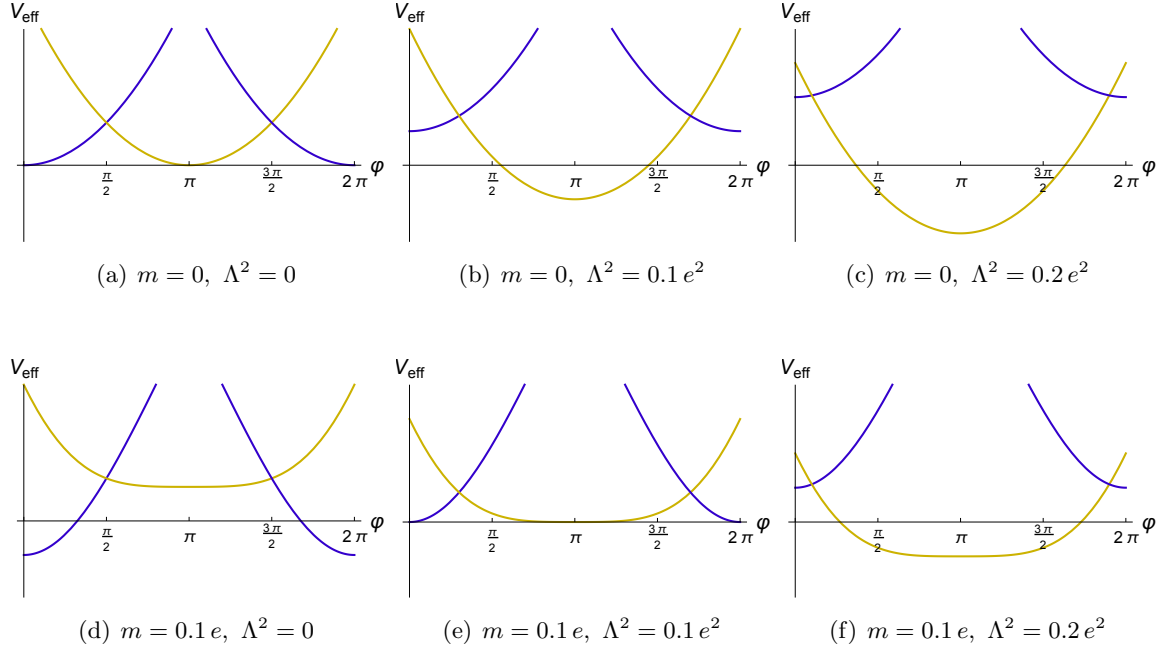 V_eff V_eff V_eff
π/2 π 3π/2 2π φ π/2 π 3π/2 2π φ π/2 π 3π/2 2π φ
(a) m = 0, Λ² = 0 (b) m = 0, Λ² = 0.1 e² (c) m = 0, Λ² = 0.2 e²
V_eff V_eff V_eff
π/2 π 3π/2 2π φ π/2 π 3π/2 2π φ π/2 π 3π/2 2π φ
(d) m = 0.1 e, Λ² = 0 (e) m = 0.1 e, Λ² = 0.1 e² (f) m = 0.1 e, Λ² = 0.2 e²